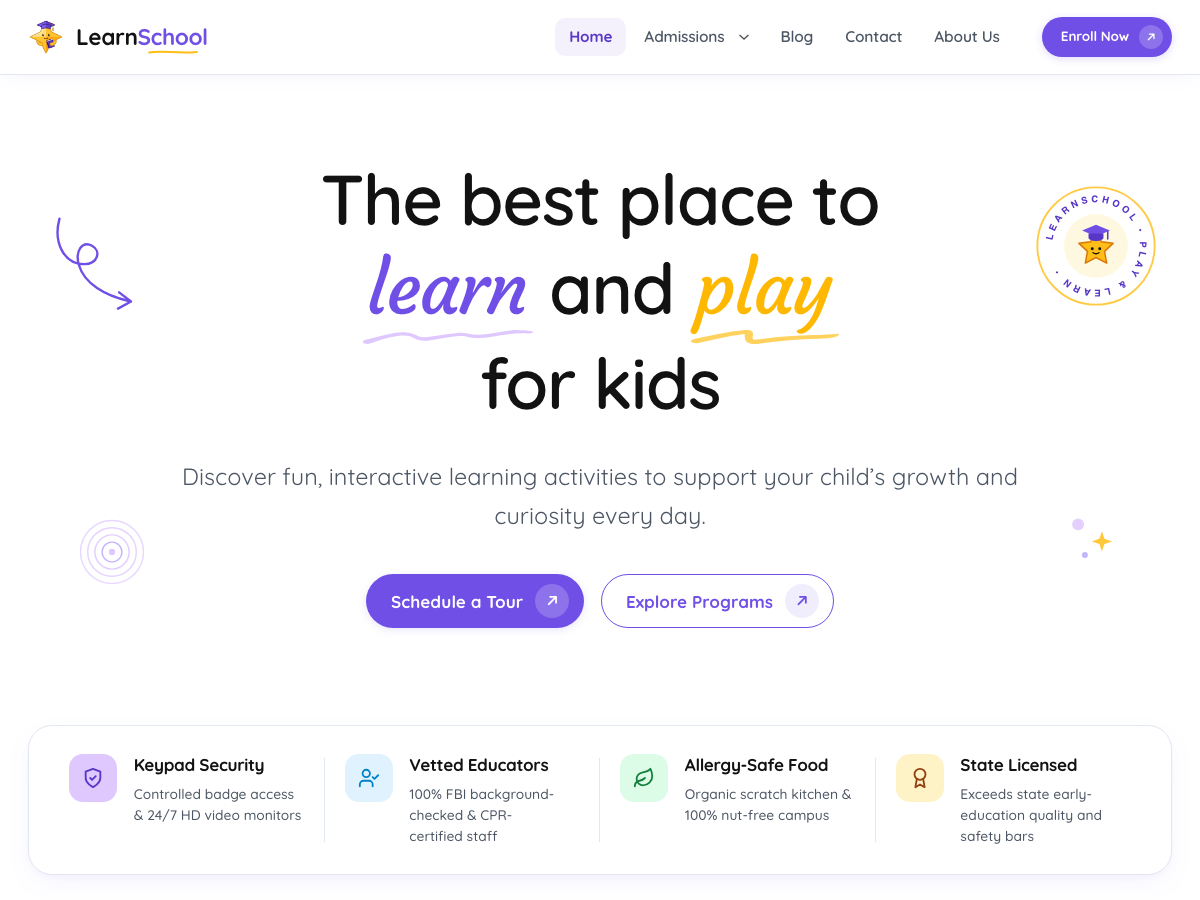 LearnSchool
Home
Admissions
Blog
Contact
About Us
Enroll Now
The best place to
learn and play
for kids
LEARNSCHOOL • PLAY & LEARN •
Discover fun, interactive learning activities to support your child’s growth and
curiosity every day.
Schedule a Tour
Explore Programs
Keypad Security
Controlled badge access
& 24/7 HD video monitors
Vetted Educators
100% FBI background-
checked & CPR-
certified staff
Allergy-Safe Food
Organic scratch kitchen &
100% nut-free campus
State Licensed
Exceeds state early-
education quality and
safety bars